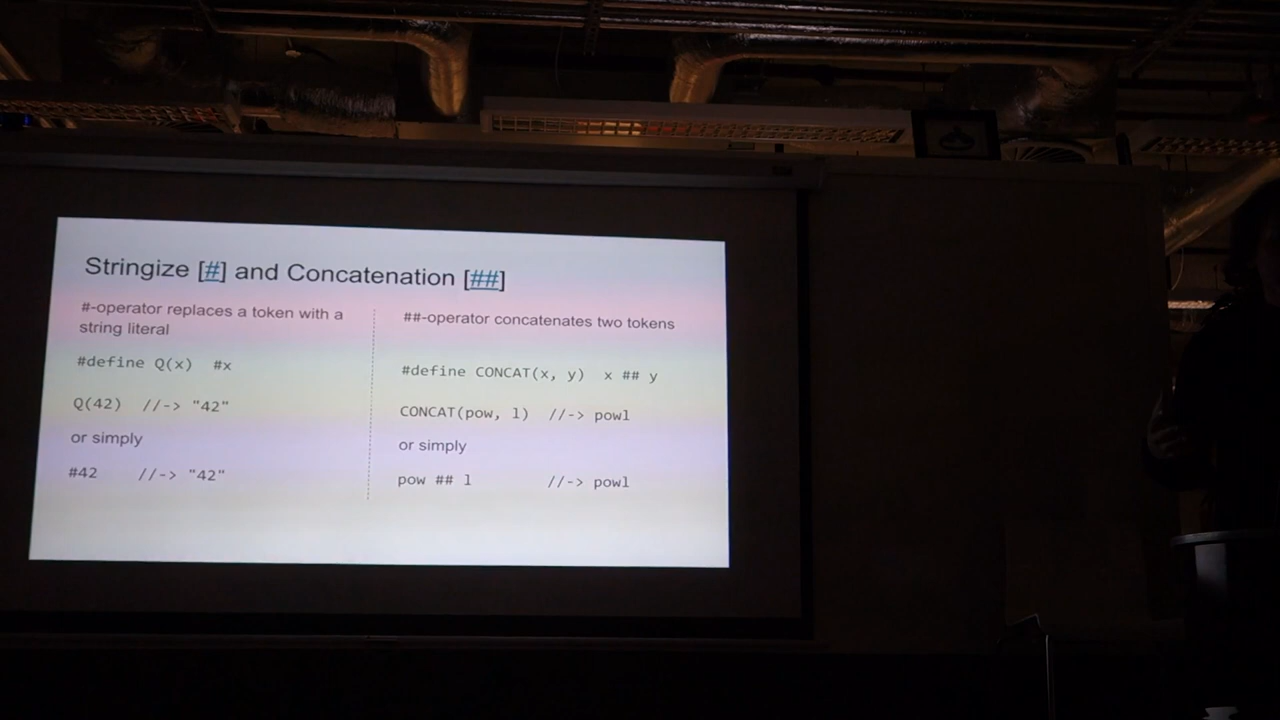 Stringize [#] and Concatenation [##]
#-operator replaces a token with a
string literal
#define Q(x)  #x
Q(42)  //-> "42"
or simply
#42     //-> "42"
##-operator concatenates two tokens
#define CONCAT(x, y)  x ## y
CONCAT(pow, l)  //-> powl
or simply
pow ## l         //-> powl